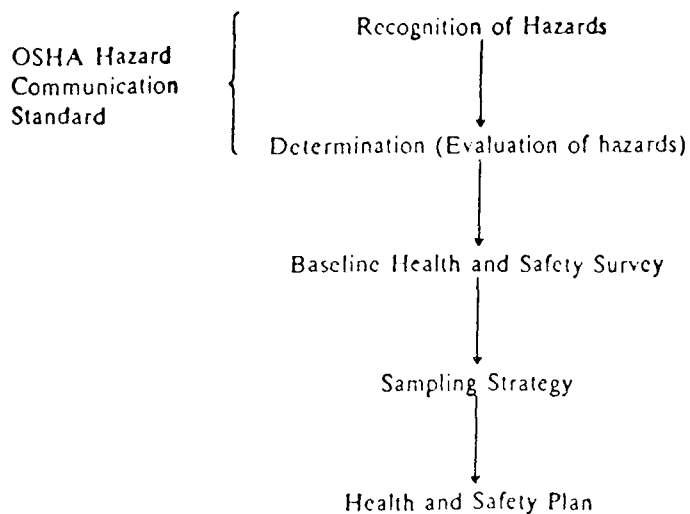 OSHA Hazard
Communication
Standard
Recognition of Hazards
Determination (Evaluation of hazards)
Baseline Health and Safety Survey
Sampling Strategy
Health and Safety Plan